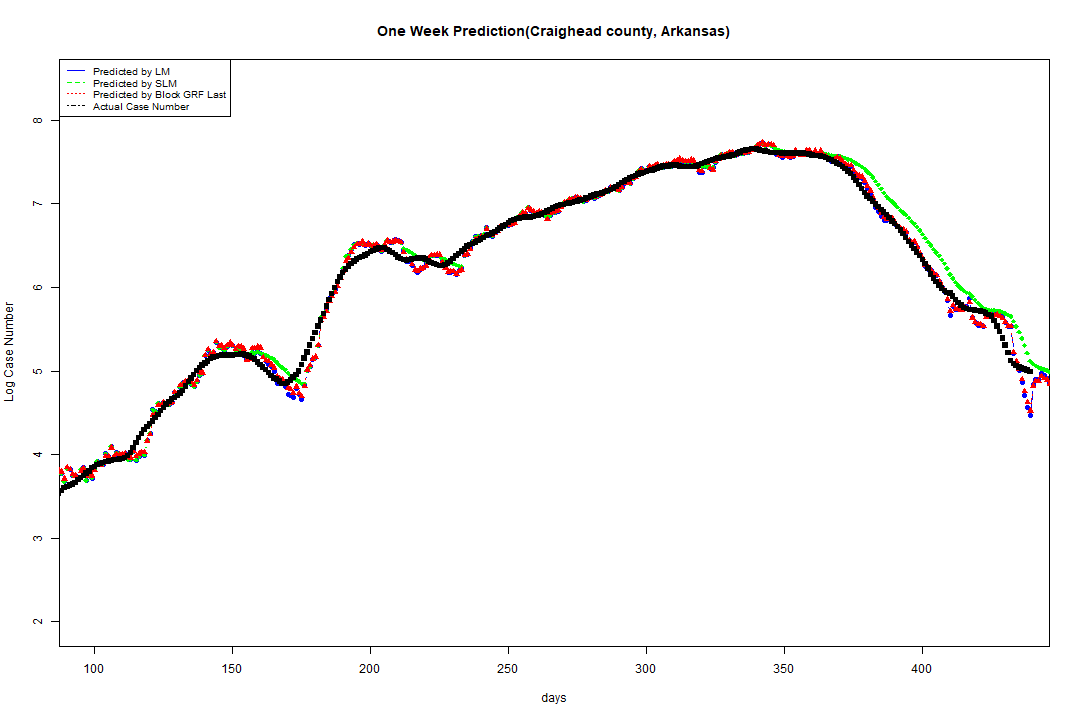 One Week Prediction(Craighead county, Arkansas)
Predicted by LM
Predicted by SLM
Predicted by Block GRF Last
Actual Case Number
8
7
6
5
4
3
2
Log Case Number
100 150 200 250 300 350 400
days